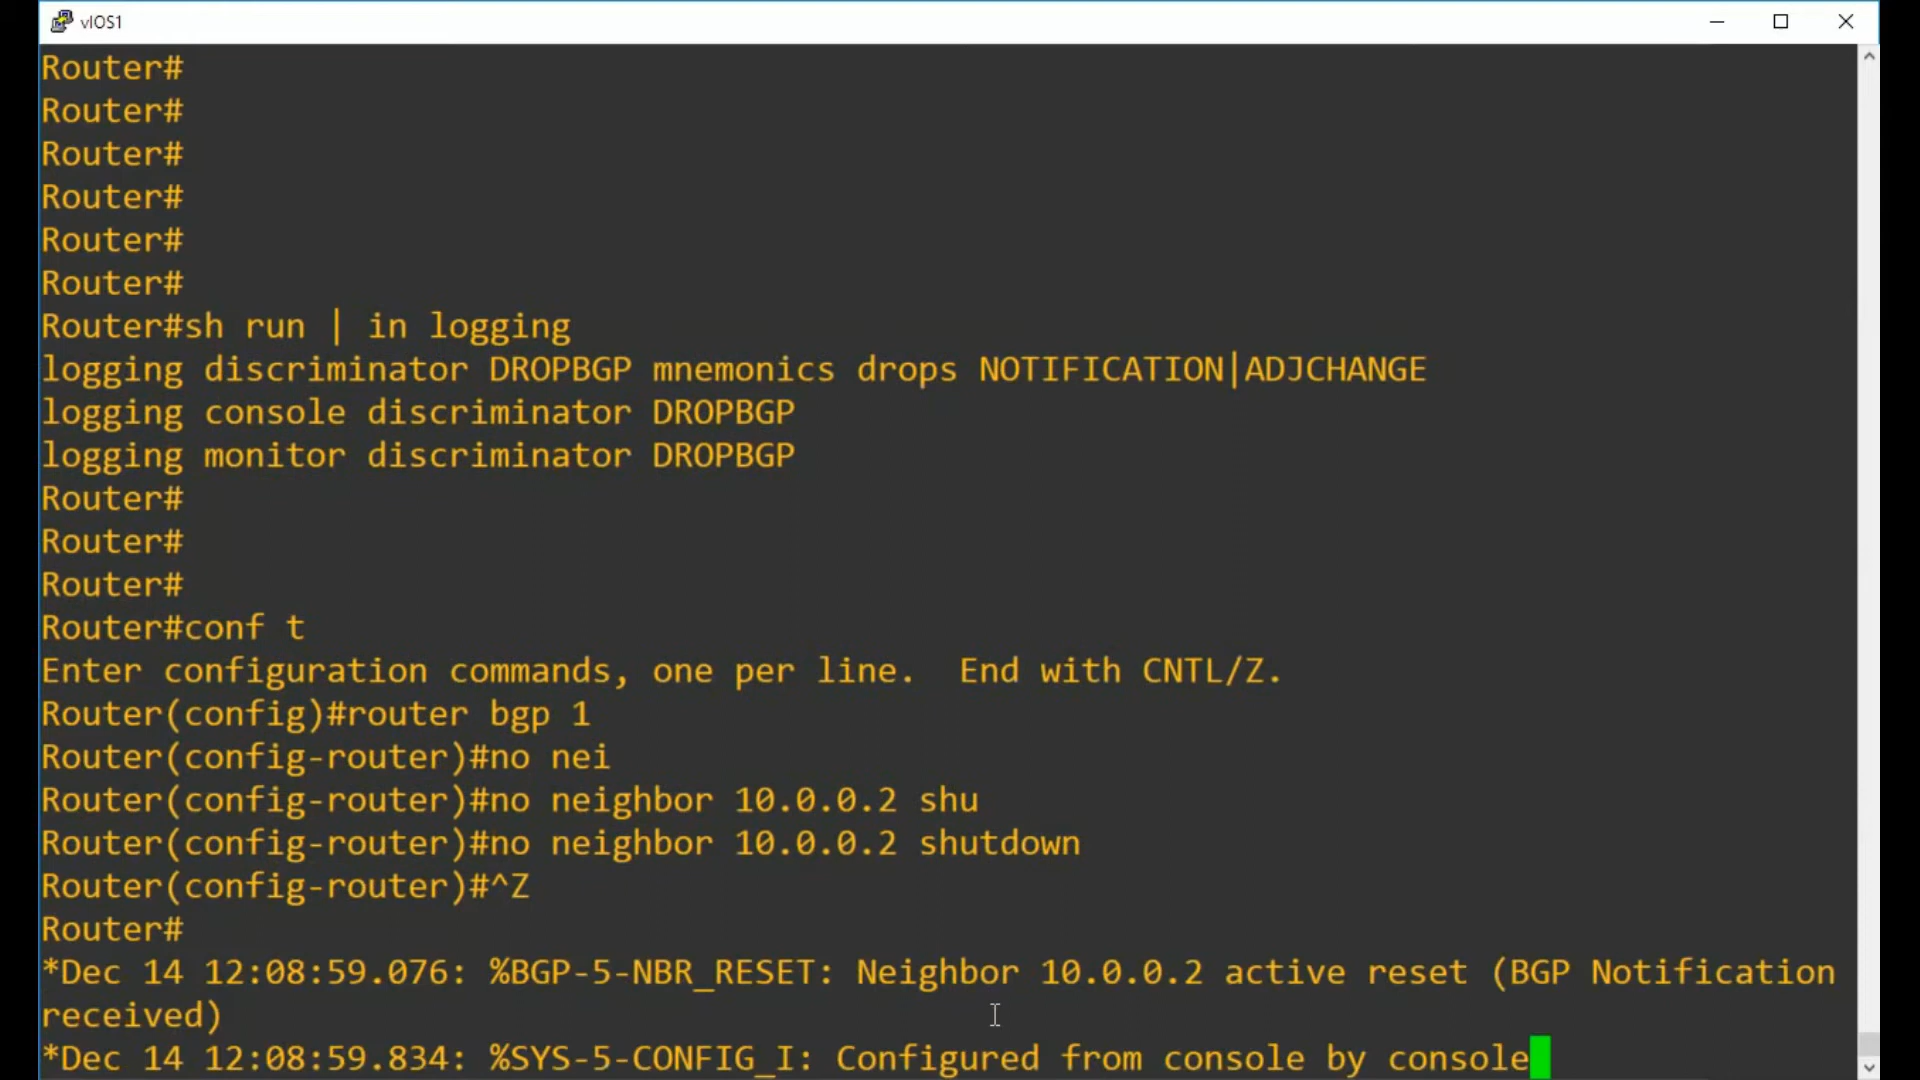 vIOS1
Router#
Router#
Router#
Router#
Router#
Router#
Router#sh run | in logging
logging discriminator DROPBGP mnemonics drops NOTIFICATION|ADJCHANGE
logging console discriminator DROPBGP
logging monitor discriminator DROPBGP
Router#
Router#
Router#
Router#conf t
Enter configuration commands, one per line.  End with CNTL/Z.
Router(config)#router bgp 1
Router(config-router)#no nei
Router(config-router)#no neighbor 10.0.0.2 shu
Router(config-router)#no neighbor 10.0.0.2 shutdown
Router(config-router)#^Z
Router#
*Dec 14 12:08:59.076: %BGP-5-NBR_RESET: Neighbor 10.0.0.2 active reset (BGP Notification
received)
*Dec 14 12:08:59.834: %SYS-5-CONFIG_I: Configured from console by console